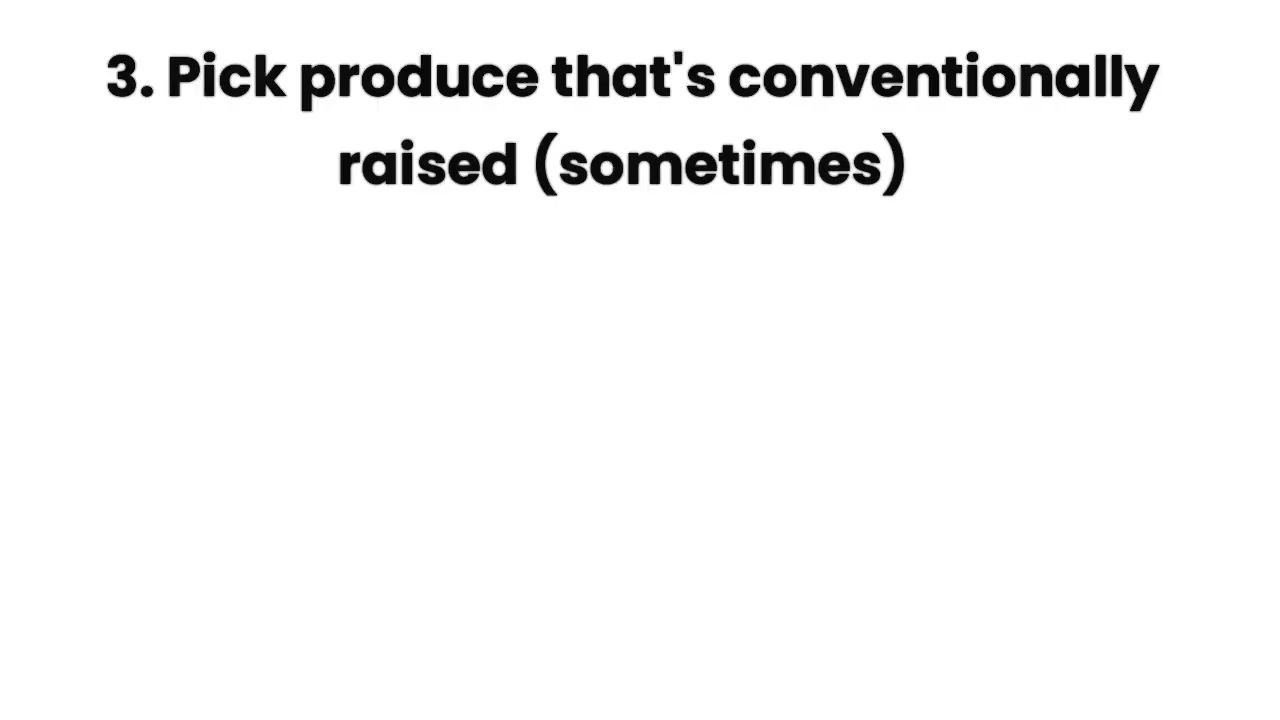 3. Pick produce that's conventionally
raised (sometimes)